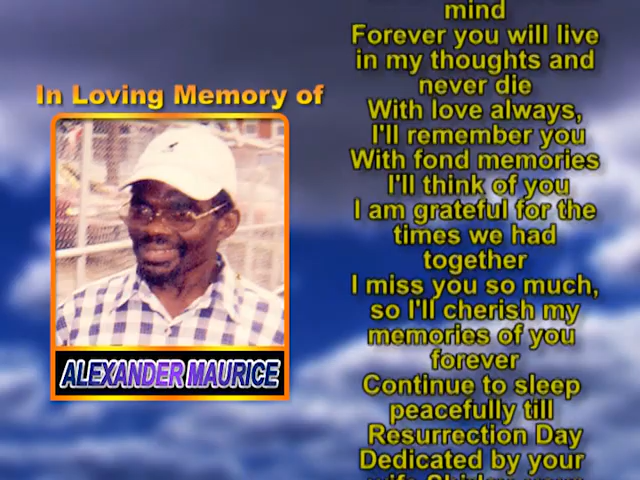 In Loving Memory of
ALEXANDER MAURICE
mind
Forever you will live
in my thoughts and
never die
With love always,
I'll remember you
With fond memories
I'll think of you
I am grateful for the
times we had
together
I miss you so much,
so I'll cherish my
memories of you
forever
Continue to sleep
peacefully till
Resurrection Day
Dedicated by your